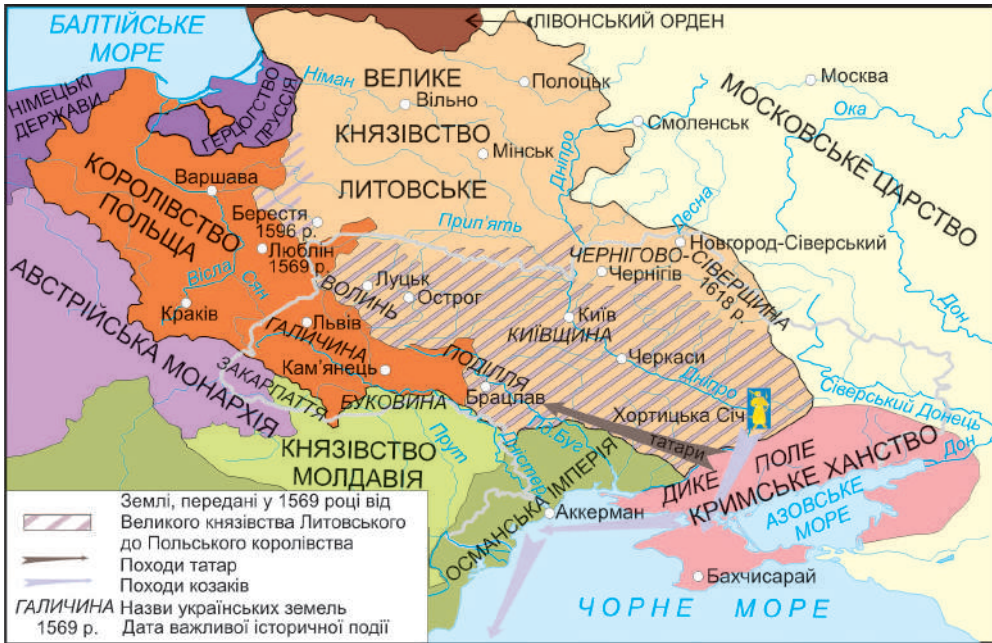 ЛІВОНСЬКИЙ ОРДЕН
БАЛТІЙСЬКЕ
МОРЕ
НІМЕЦЬКІ
ДЕРЖАВИ
ГЕРЦОГСТВО
ПРУССІЯ
Німан
ВЕЛИКЕ
КНЯЗІВСТВО
ЛИТОВСЬКЕ
Полоцьк
Вільно
Мінськ
Смоленськ
Москва
Ока
МОСКОВСЬКЕ ЦАРСТВО
Дніпро
Десна
КОРОЛІВСТВО
ПОЛЬЩА
Варшава
Берестя
1596 р.
Люблін
1569 р.
Прип'ять
Новгород-Сіверський
ЧЕРНІГОВО-СІВЕРЩИНА
1618 р.
Чернігів
Вісла
Сян
Краків
ВОЛИНЬ
Луцьк
Острог
Київ
КИЇВЩИНА
Дон
АВСТРІЙСЬКА МОНАРХІЯ
Львів
ГАЛИЧИНА
Кам'янець
ПОДІЛЛЯ
Брацлав
Черкаси
Дніпро
Сіверський Донець
Хортицька Січ
татари
ЗАКАРПАТТЯ
БУКОВИНА
Прут
Дністер
Пд.Буг
КНЯЗІВСТВО
МОЛДАВІЯ
ОСМАНСЬКА ІМПЕРІЯ
Аккерман
ДИКЕ ПОЛЕ
КРИМСЬКЕ ХАНСТВО
Дон
АЗОВСЬКЕ
МОРЕ
Бахчисарай
ЧОРНЕ МОРЕ
Землі, передані у 1569 році від
Великого князівства Литовського
до Польського королівства
Походи татар
Походи козаків
ГАЛИЧИНА Назви українських земель
1569 р. Дата важливої історичної події